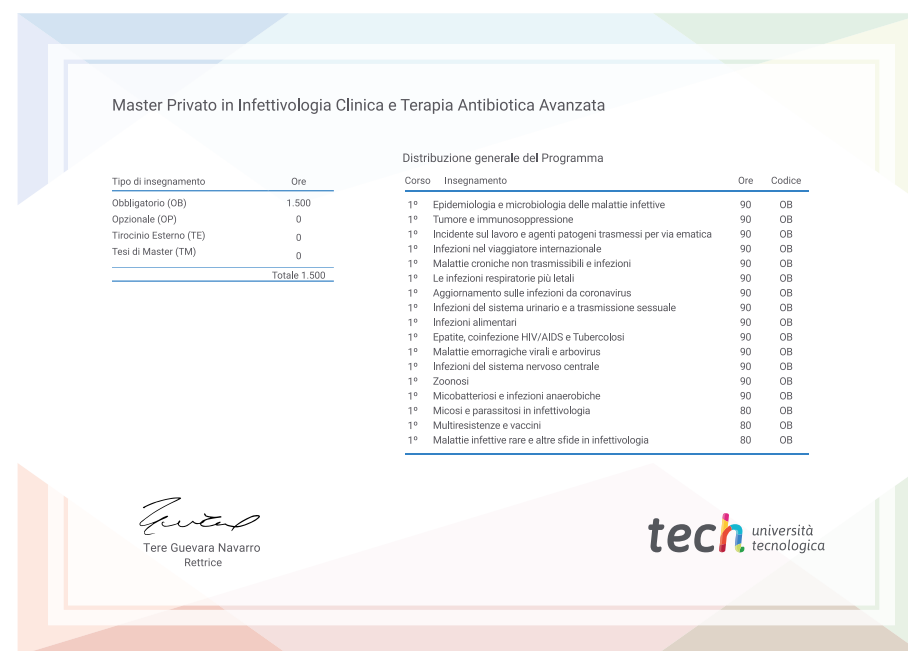 Master Privato in Infettivologia Clinica e Terapia Antibiotica Avanzata
Tipo di insegnamento Ore
Obbligatorio (OB) 1.500
Opzionale (OP) 0
Tirocinio Esterno (TE) 0
Tesi di Master (TM) 0
Totale 1.500
Distribuzione generale del Programma
Corso Insegnamento Ore Codice
1º Epidemiologia e microbiologia delle malattie infettive 90 OB
1º Tumore e immunosoppressione 90 OB
1º Incidente sul lavoro e agenti patogeni trasmessi per via ematica 90 OB
1º Infezioni nel viaggiatore internazionale 90 OB
1º Malattie croniche non trasmissibili e infezioni 90 OB
1º Le infezioni respiratorie più letali 90 OB
1º Aggiornamento sulle infezioni da coronavirus 90 OB
1º Infezioni del sistema urinario e a trasmissione sessuale 90 OB
1º Infezioni alimentari 90 OB
1º Epatite, coinfezione HIV/AIDS e Tubercolosi 90 OB
1º Malattie emorragiche virali e arbovirus 90 OB
1º Infezioni del sistema nervoso centrale 90 OB
1º Zoonosi 90 OB
1º Micobatteriosi e infezioni anaerobiche 90 OB
1º Micosi e parassitosi in infettivologia 80 OB
1º Multiresistenze e vaccini 80 OB
1º Malattie infettive rare e altre sfide in infettivologia 80 OB
Tere Guevara Navarro
Rettrice
tech università
tecnologica